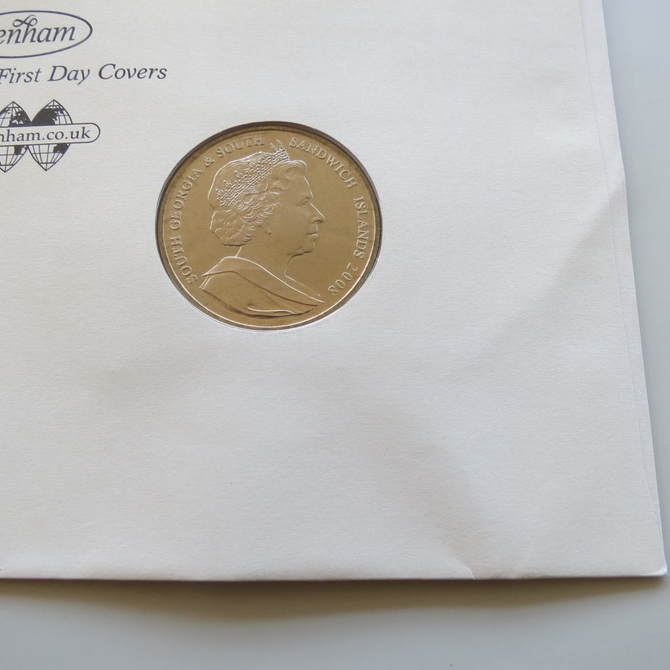 enham
First Day Covers
nham.co.uk
SOUTH GEORGIA & SOUTH SANDWICH ISLANDS 2008